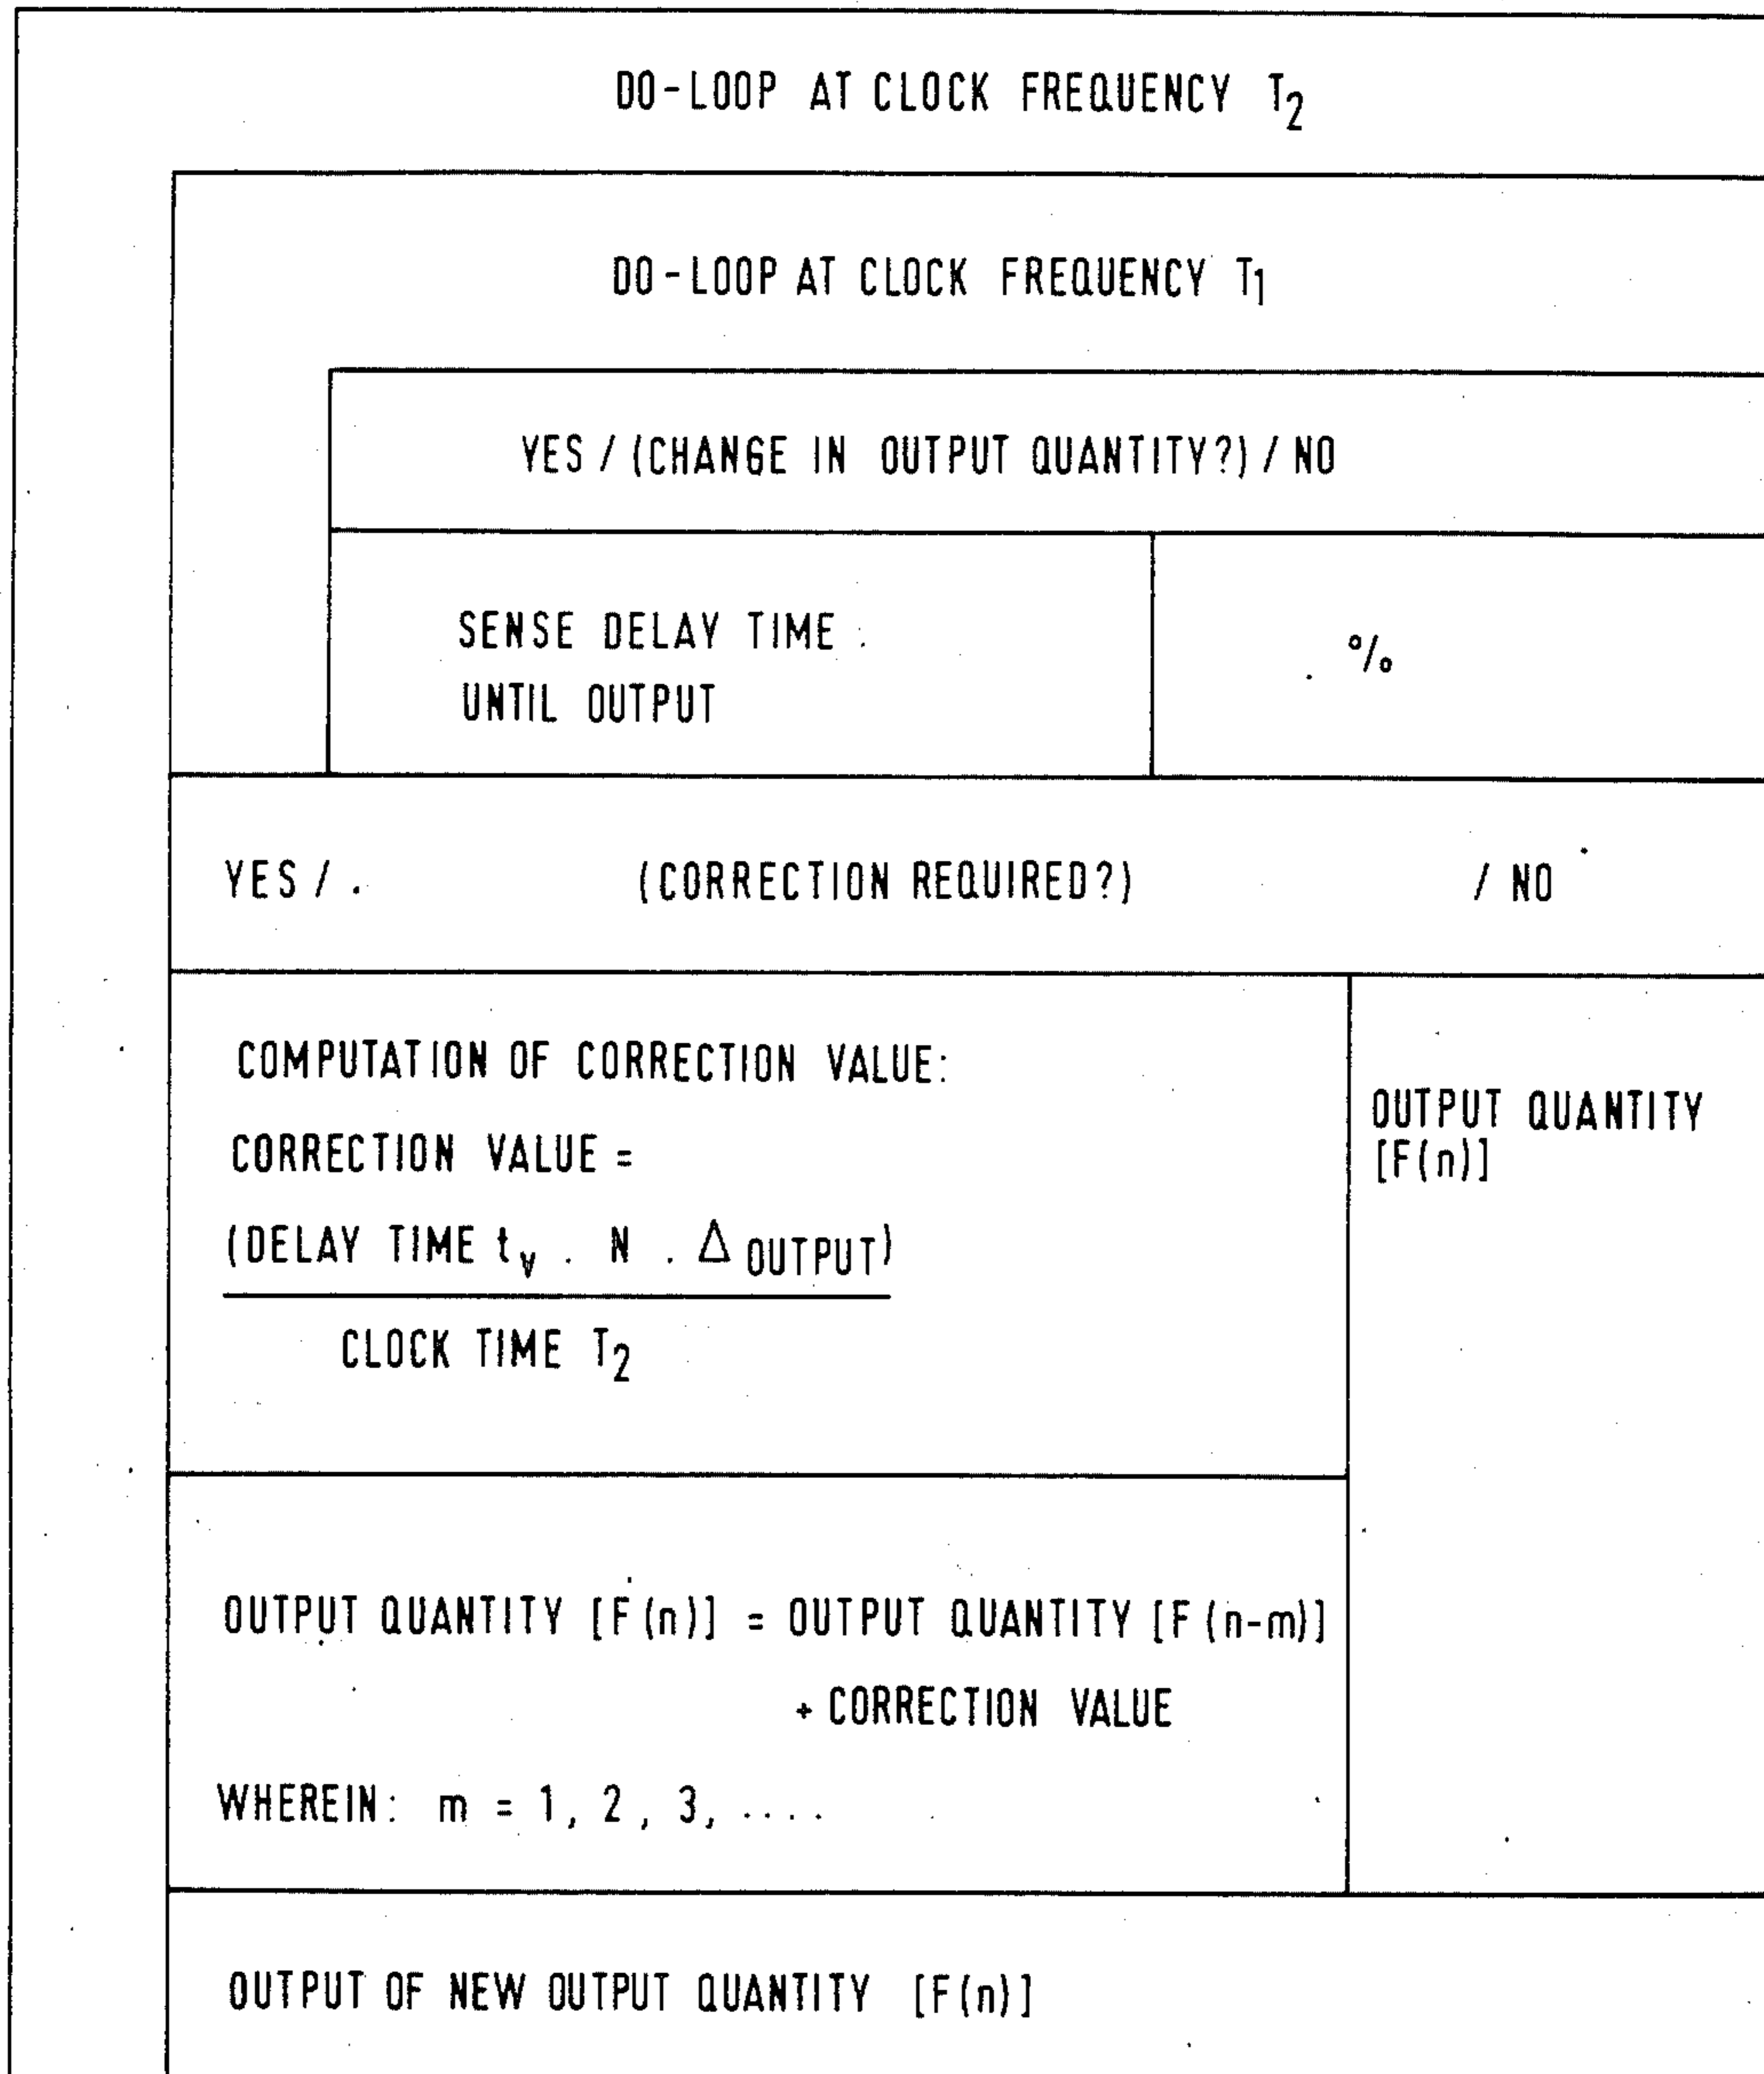 DO-LOOP AT CLOCK FREQUENCY T2
DO-LOOP AT CLOCK FREQUENCY T1
YES / (CHANGE IN OUTPUT QUANTITY?) / NO
SENSE DELAY TIME
UNTIL OUTPUT
%
YES / (CORRECTION REQUIRED?) / NO
COMPUTATION OF CORRECTION VALUE:
CORRECTION VALUE =
(DELAY TIME tv . N . Δ OUTPUT)
CLOCK TIME T2
OUTPUT QUANTITY
[F(n)]
OUTPUT QUANTITY [F(n)] = OUTPUT QUANTITY [F(n-m)]
+ CORRECTION VALUE
WHEREIN: m = 1, 2, 3, ....
OUTPUT OF NEW OUTPUT QUANTITY [F(n)]